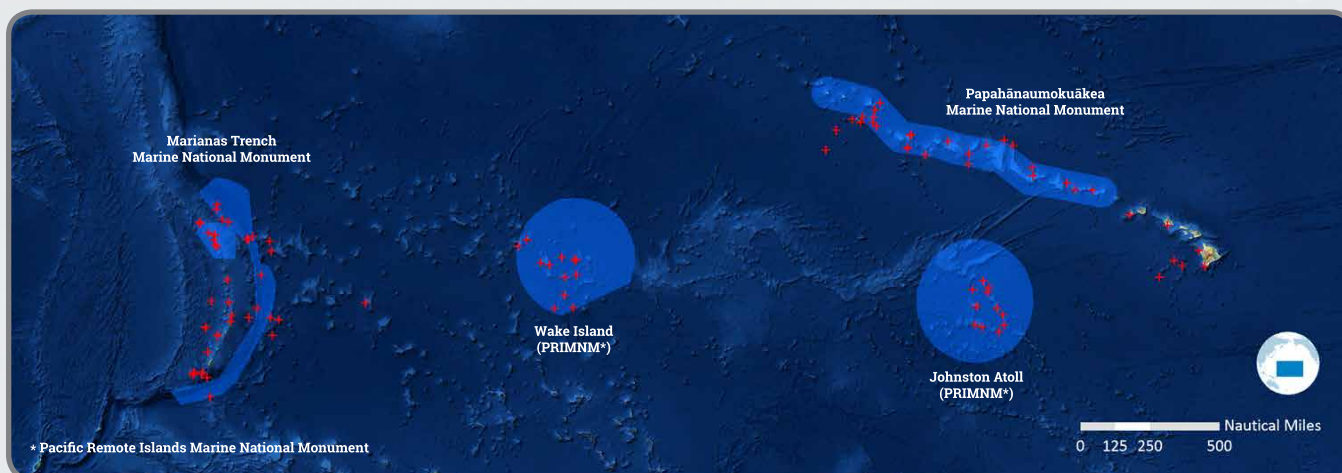 Papahānaumokuākea
Marine National Monument
Marianas Trench
Marine National Monument
Wake Island
(PRIMNM*)
Johnston Atoll
(PRIMNM*)
Nautical Miles
0 125 250 500
* Pacific Remote Islands Marine National Monument